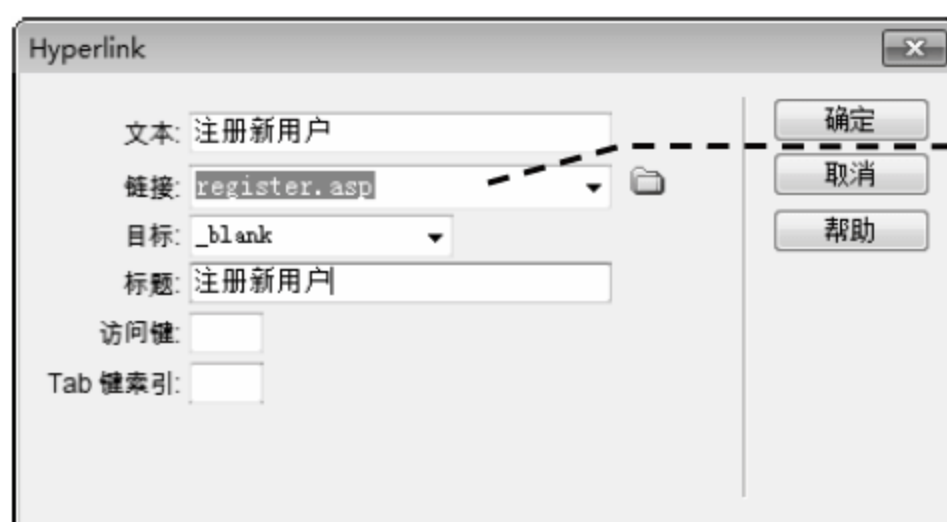 Hyperlink
文本: 注册新用户
确定
链接: register.asp
取消
目标: _blank
帮助
标题: 注册新用户
访问键:
Tab 键索引: